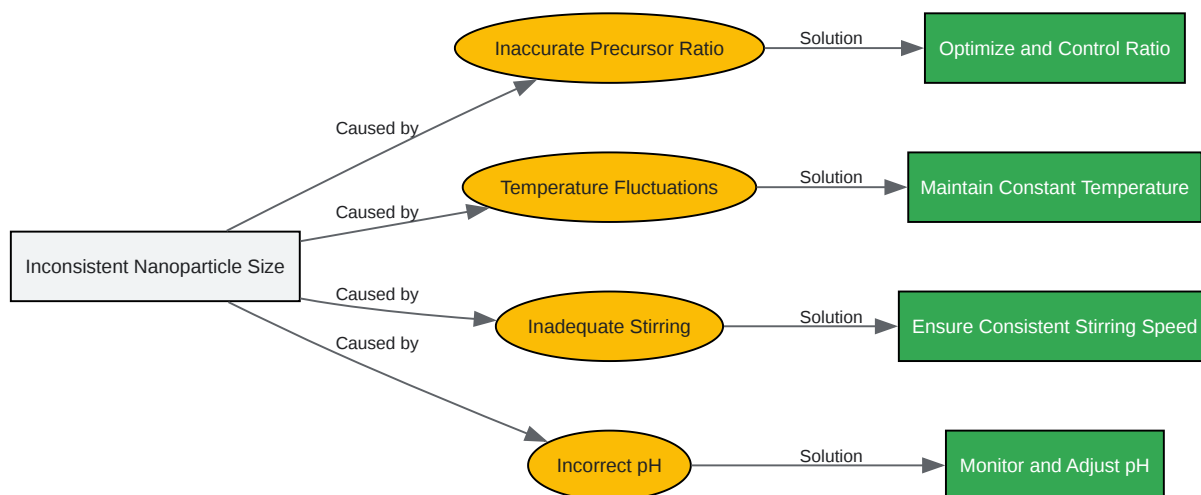 Inaccurate Precursor Ratio
Solution
Optimize and Control Ratio
Caused by
Temperature Fluctuations
Solution
Maintain Constant Temperature
Caused by
Inconsistent Nanoparticle Size
Caused by
Inadequate Stirring
Solution
Ensure Consistent Stirring Speed
Caused by
Incorrect pH
Solution
Monitor and Adjust pH